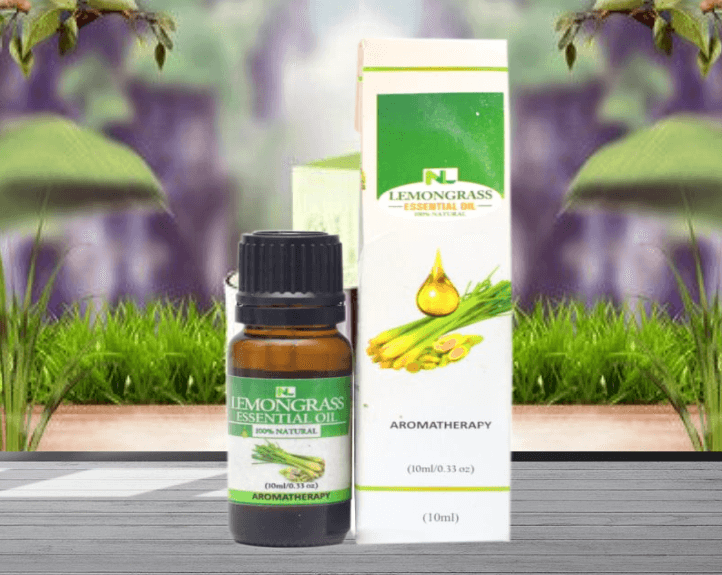 NL
LEMONGRASS
ESSENTIAL OIL
100% NATURAL
AROMATHERAPY
(10ml/0.33 oz)
(10ml)
NL
LEMONGRASS
ESSENTIAL OIL
100% NATURAL
(10ml/0.33 oz)
AROMATHERAPY